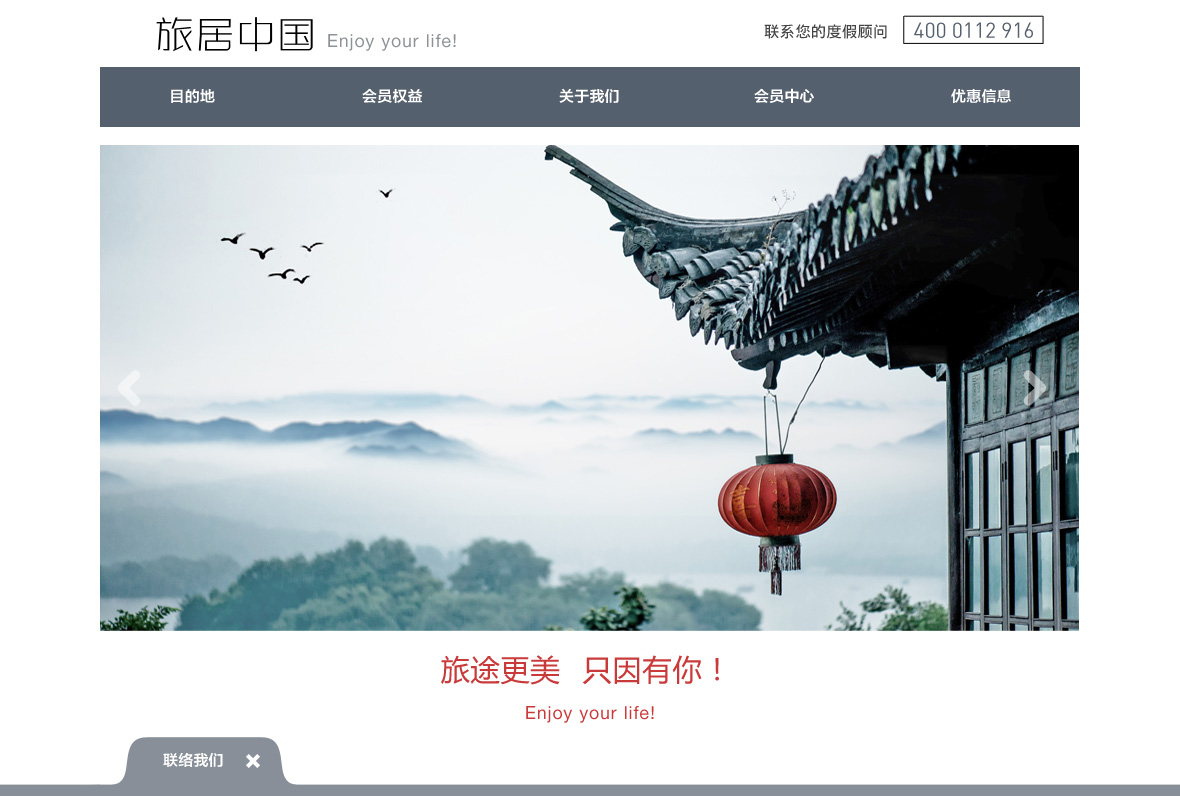 旅居中国 Enjoy your life!
联系您的度假顾问 400 0112 916
目的地 会员权益 关于我们 会员中心 优惠信息
旅途更美 只因有你！
Enjoy your life!
联络我们